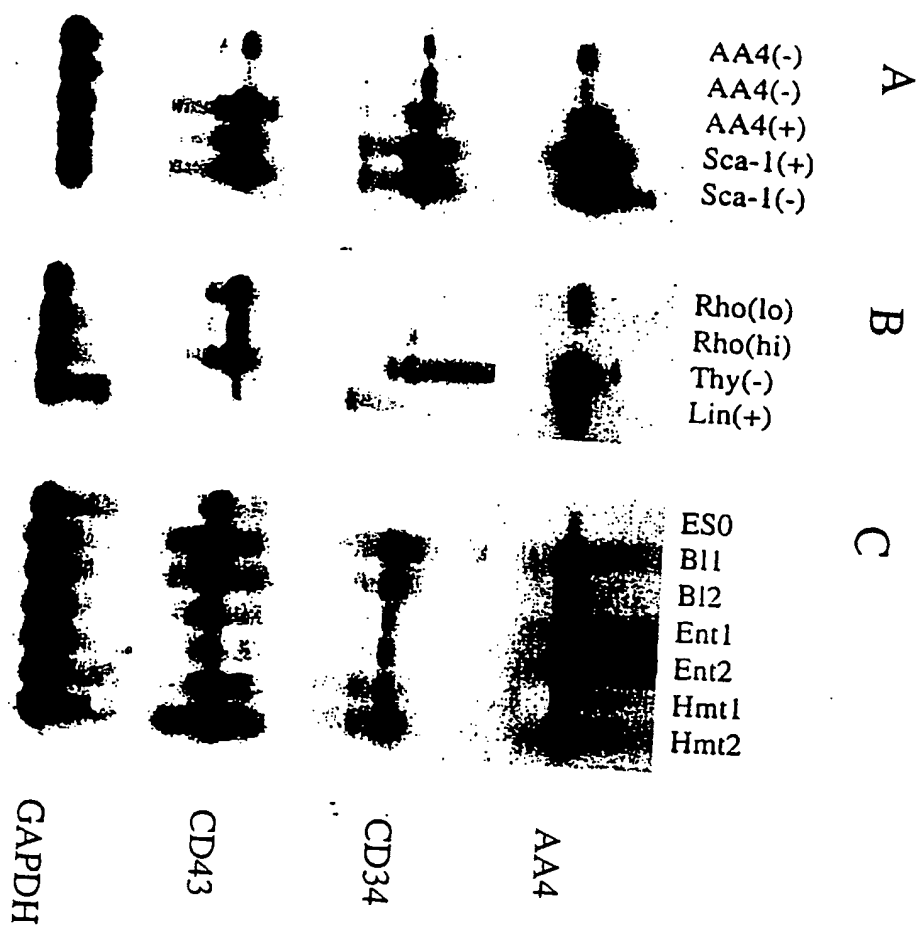 A
AA4(-)
AA4(-)
AA4(+)
Sca-1(+)
Sca-1(-)
B
Rho(lo)
Rho(hi)
Thy(-)
Lin(+)
C
ES0
Bl1
Bl2
Ent1
Ent2
Hmt1
Hmt2
AA4
CD34
CD43
GAPDH